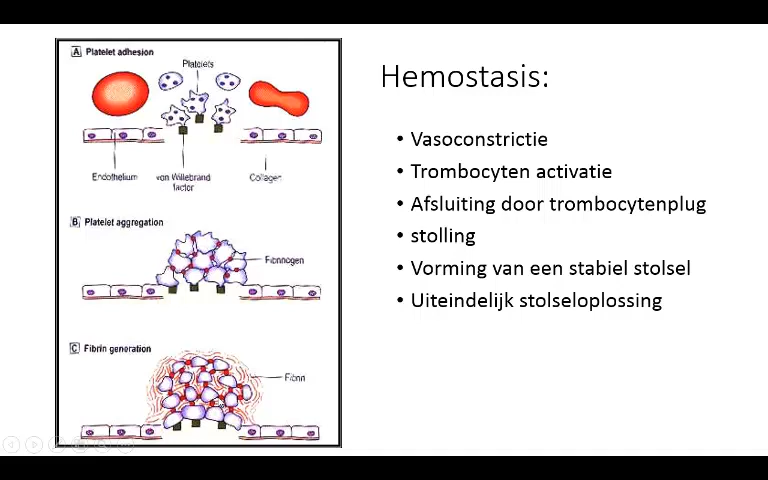 A Platelet adhesion
Platelets
Endothelium
von Willebrand
factor
Collagen
B Platelet aggregation
Fibrinogen
C Fibrin generation
Fibrin
Hemostasis:
• Vasoconstrictie
• Trombocyten activatie
• Afsluiting door trombocytenplug
• stolling
• Vorming van een stabiel stolsel
• Uiteindelijk stolseloplossing